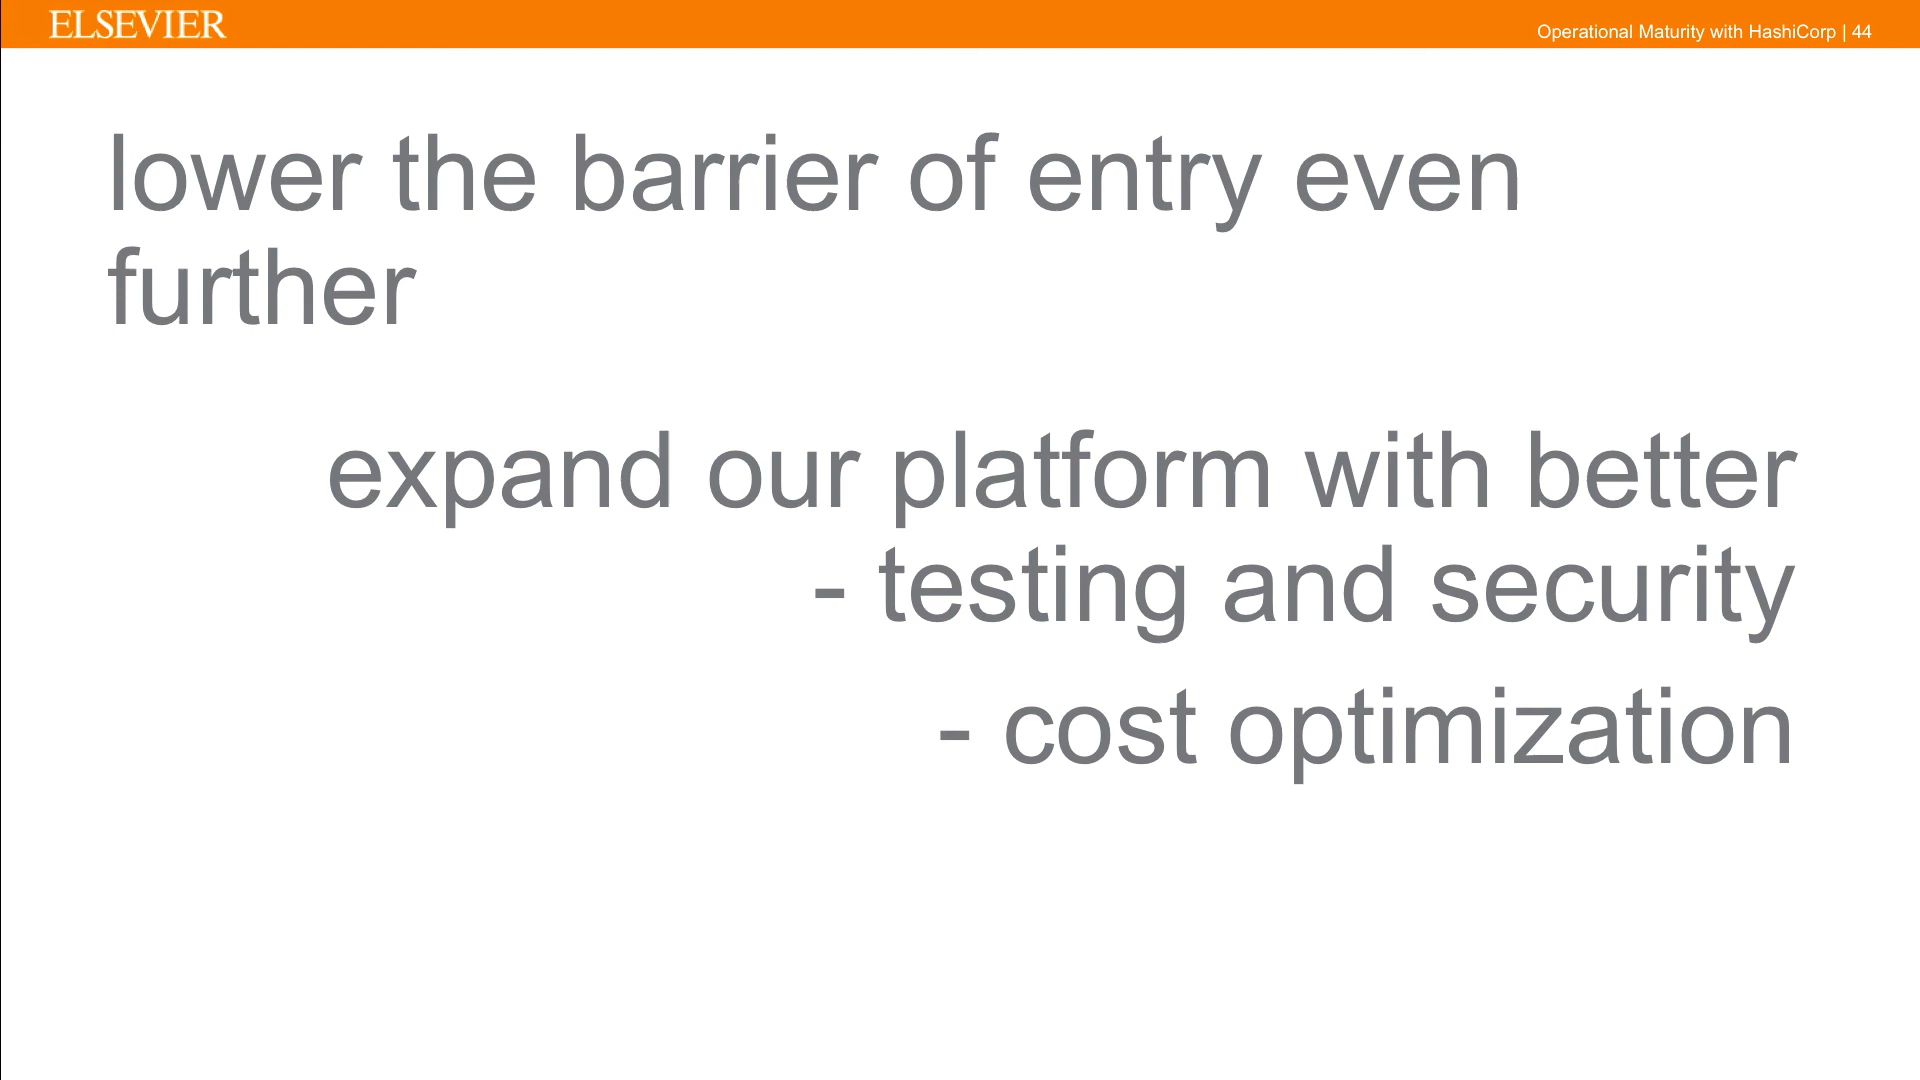 ELSEVIER
Operational Maturity with HashiCorp | 44
lower the barrier of entry even
further
expand our platform with better
- testing and security
- cost optimization